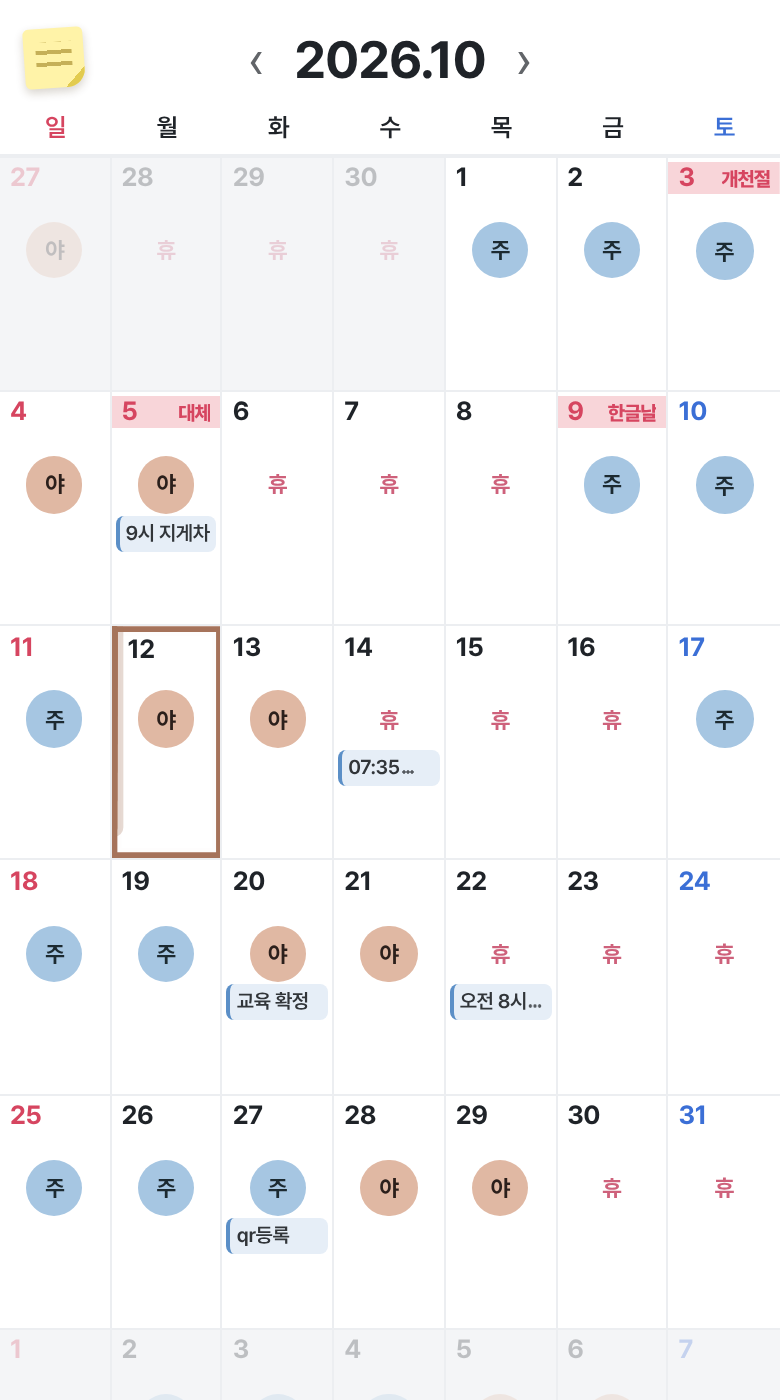 2026.10
일 월 화 수 목 금 토
27 28 29 30 1 2 3 개천절
야 휴 휴 휴 주 주 주
4 5 대체 6 7 8 9 한글날 10
야 야 휴 휴 휴 주 주
9시 지게차
11 12 13 14 15 16 17
주 야 야 휴 휴 휴 주
07:35...
18 19 20 21 22 23 24
주 주 야 야 휴 휴 휴
교육 확정 오전 8시...
25 26 27 28 29 30 31
주 주 주 야 야 휴 휴
qr등록
1 2 3 4 5 6 7